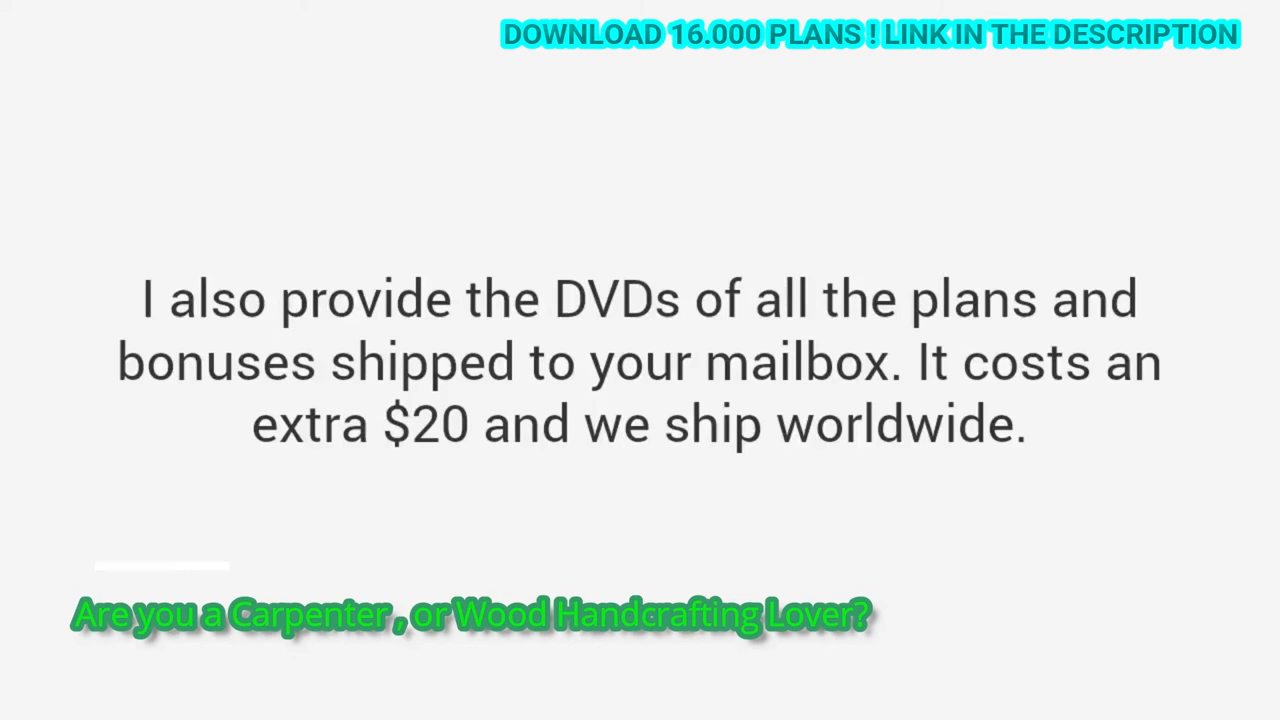 DOWNLOAD 16.000 PLANS ! LINK IN THE DESCRIPTION
I also provide the DVDs of all the plans and
bonuses shipped to your mailbox. It costs an
extra $20 and we ship worldwide.
Are you a Carpenter , or Wood Handcrafting Lover?